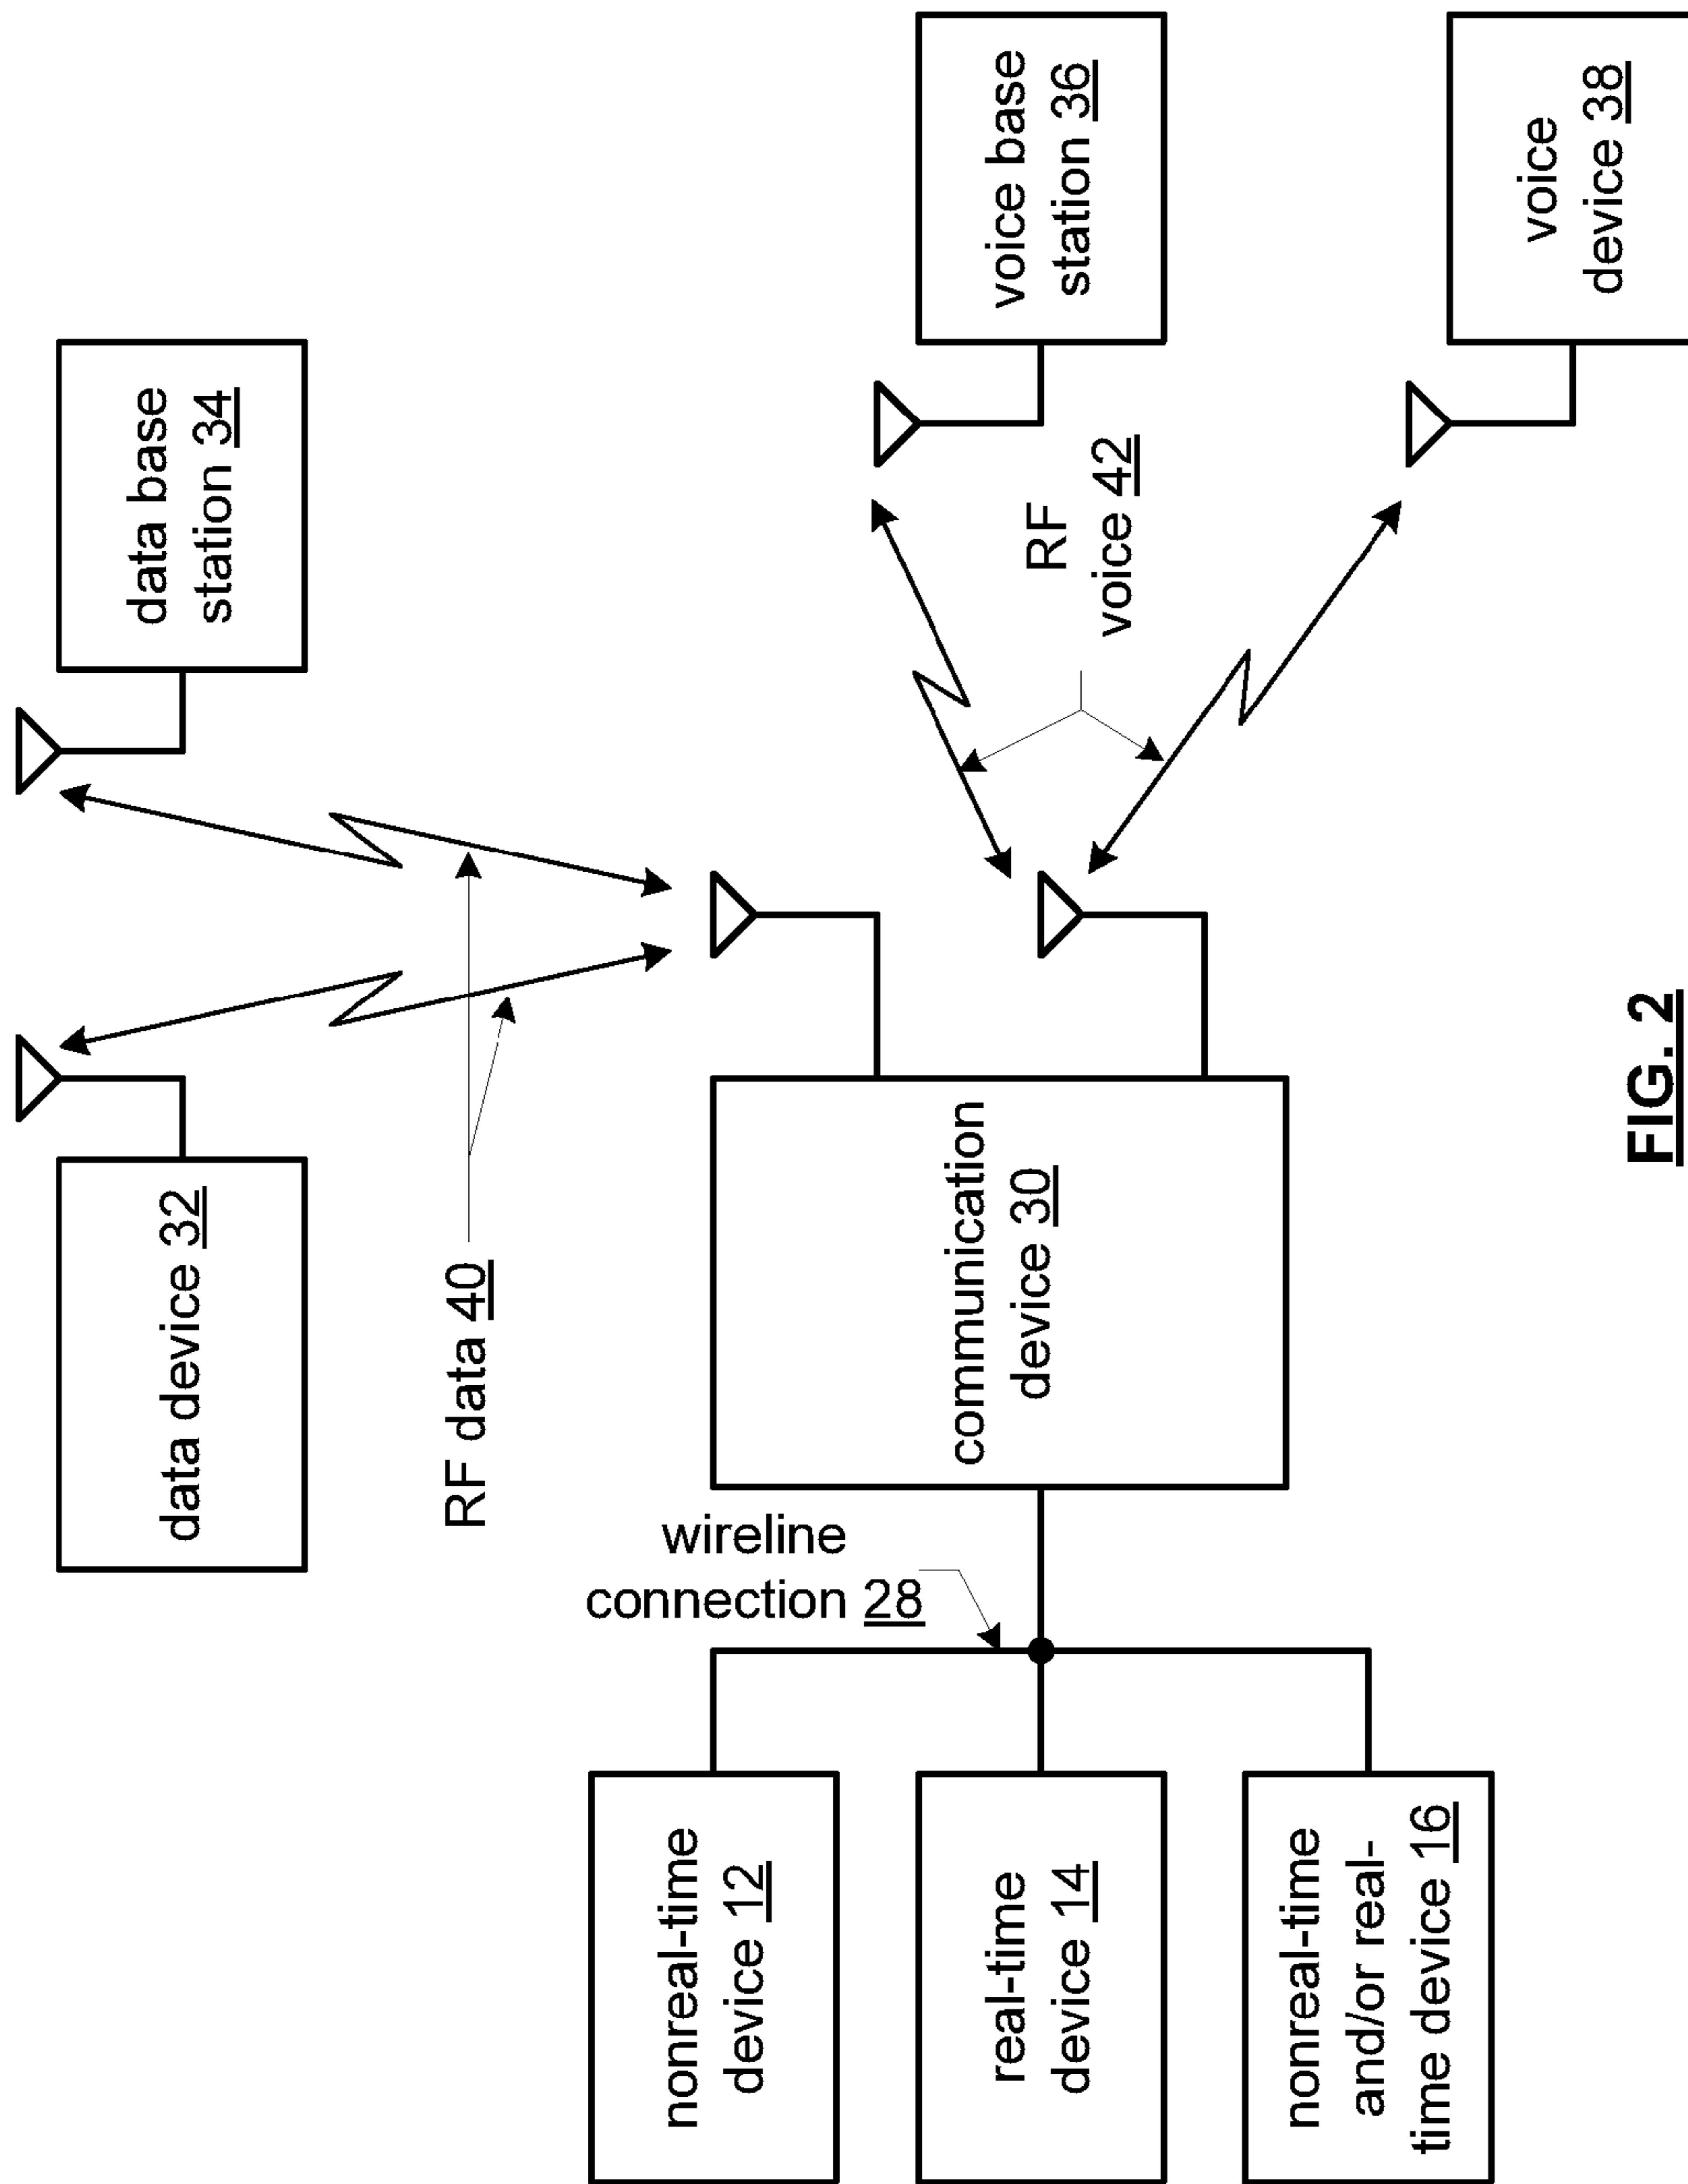 data device 32
data base
station 34
RF data 40
wireline
connection 28
nonreal-time
device 12
communication
device 30
RF
voice 42
voice base
station 36
real-time
device 14
nonreal-time
and/or real-
time device 16
voice
device 38
FIG. 2